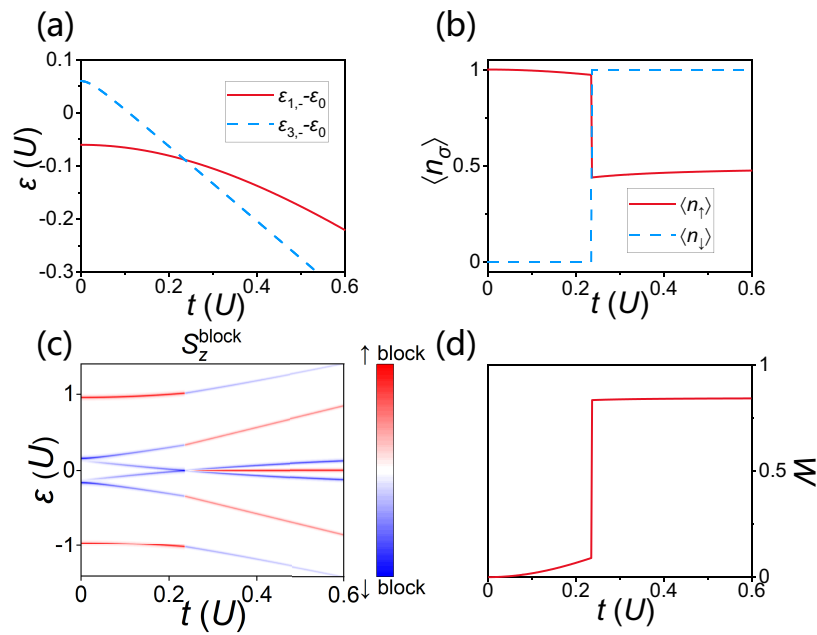 (a)
0.1
0
-0.1
-0.2
-0.3
ε (U)
ε1,- -ε0
ε3,- -ε0
0 0.2 0.4 0.6
t (U)
(b)
1
0.5
0
⟨nσ⟩
⟨n↑⟩
⟨n↓⟩
0 0.2 0.4 0.6
t (U)
(c)
Szblock
↑ block
1
0
-1
ε (U)
↓ block
0 0.2 0.4 0.6
t (U)
(d)
1
0.5
0
W
0 0.2 0.4 0.6
t (U)